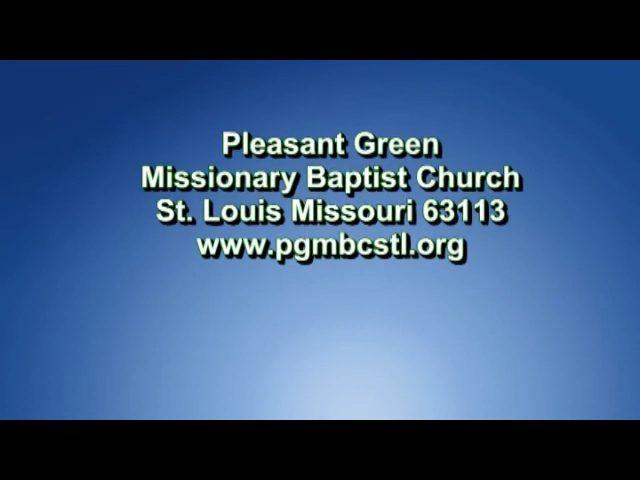 Pleasant Green
Missionary Baptist Church
St. Louis Missouri 63113
www.pgmbcstl.org